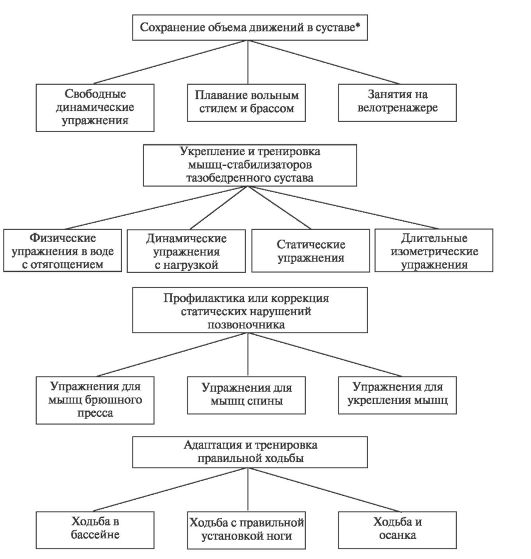 Сохранение объема движений в суставе*
Свободные
динамические
упражнения
Плавание вольным
стилем и брассом
Занятия на
велотренажере
Укрепление и тренировка
мышц-стабилизаторов
тазобедренного сустава
Физические
упражнения в воде
с отягощением
Динамические
упражнения
с нагрузкой
Статические
упражнения
Длительные
изометрические
упражнения
Профилактика или коррекция
статических нарушений
позвоночника
Упражнения для
мышц брюшного
пресса
Упражнения для
мышц спины
Упражнения для
укрепления мышц
Адаптация и тренировка
правильной ходьбы
Ходьба в
бассейне
Ходьба с правильной
установкой ноги
Ходьба и
осанка